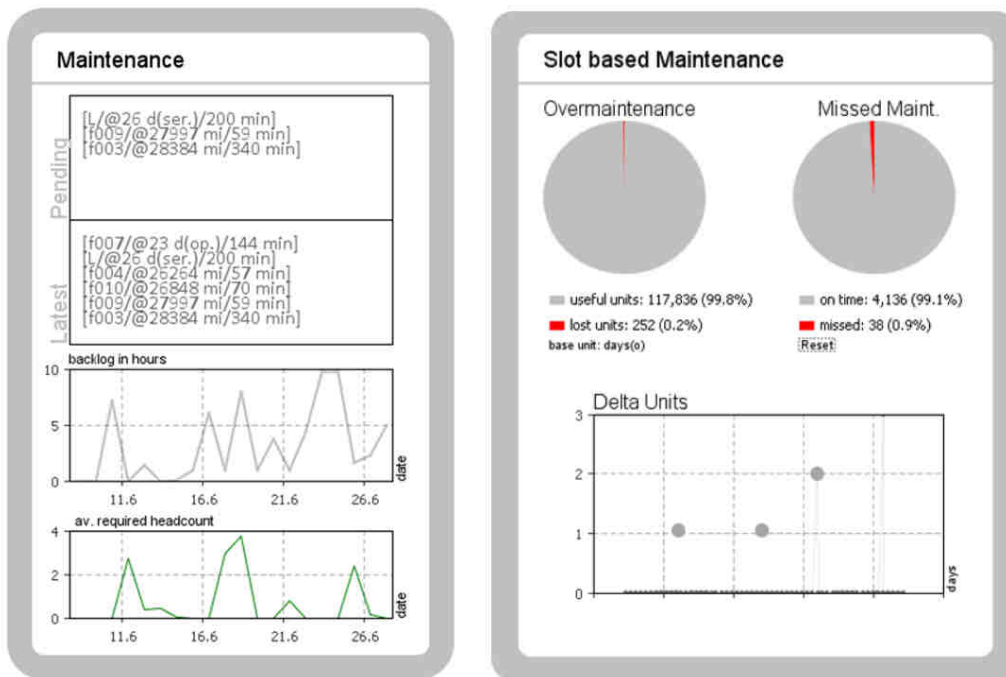 Maintenance
Pending
[L/@26 d(ser.)/200 min]
[f009/@27997 mi/59 min]
[f003/@28384 mi/340 min]
Latest
[f007/@23 d(op.)/144 min]
[L/@26 d(ser.)/200 min]
[f004/@26264 mi/57 min]
[f010/@26848 mi/70 min]
[f009/@27997 mi/59 min]
[f003/@28384 mi/340 min]
backlog in hours
10
5
0
11.6 16.6 21.6 26.6
date
av. required headcount
4
2
0
11.6 16.6 21.6 26.6
date
Slot based Maintenance
Overmaintenance
useful units: 117,836 (99.8%)
lost units: 252 (0.2%)
base unit: days(o)
Missed Maint.
on time: 4,136 (99.1%)
missed: 38 (0.9%)
Reset
Delta Units
3
2
1
0
days